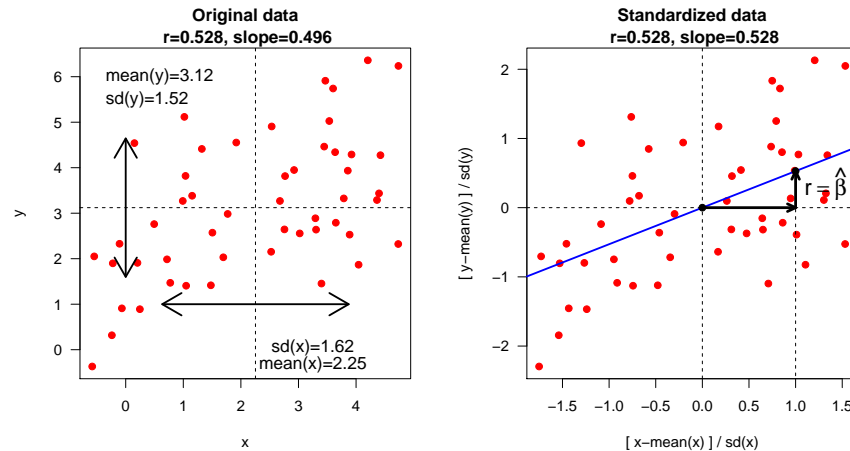 Original data
r=0.528, slope=0.496
mean(y)=3.12
sd(y)=1.52
sd(x)=1.62
mean(x)=2.25
y
6
5
4
3
2
1
0
0 1 2 3 4
x
Standardized data
r=0.528, slope=0.528
r = β̂
[ y−mean(y) ] / sd(y)
2
1
0
−1
−2
−1.5 −1.0 −0.5 0.0 0.5 1.0 1.5
[ x−mean(x) ] / sd(x)